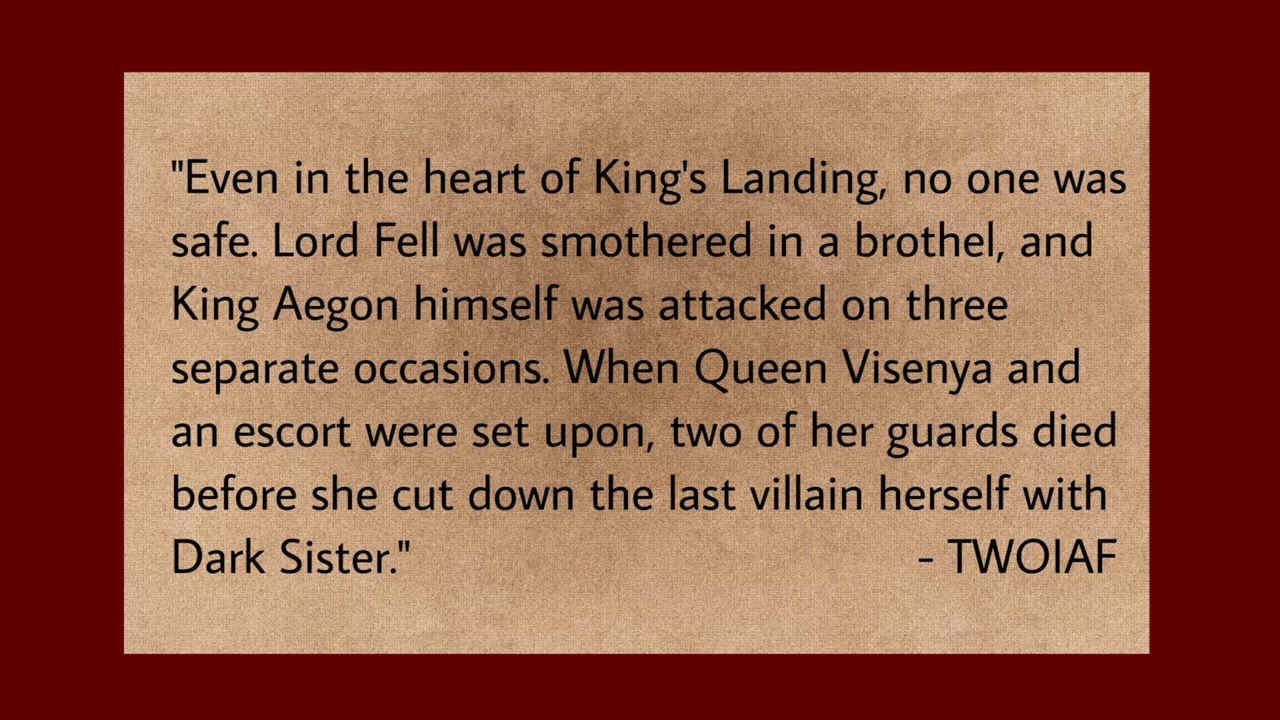 "Even in the heart of King's Landing, no one was
safe. Lord Fell was smothered in a brothel, and
King Aegon himself was attacked on three
separate occasions. When Queen Visenya and
an escort were set upon, two of her guards died
before she cut down the last villain herself with
Dark Sister." - TWOIAF